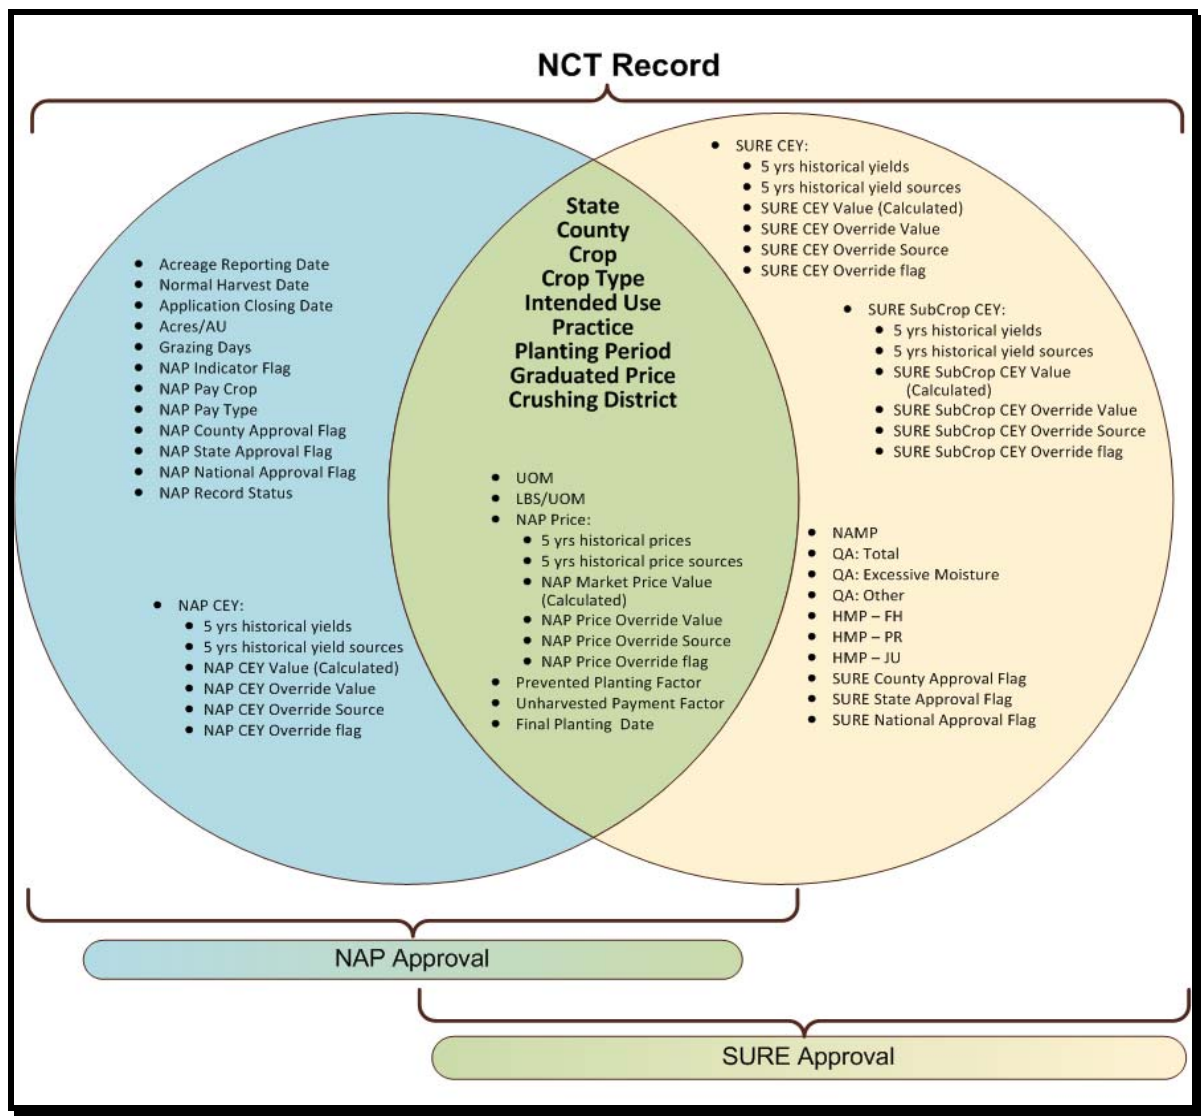 NCT Record
• Acreage Reporting Date
• Normal Harvest Date
• Application Closing Date
• Acres/AU
• Grazing Days
• NAP Indicator Flag
• NAP Pay Crop
• NAP Pay Type
• NAP County Approval Flag
• NAP State Approval Flag
• NAP National Approval Flag
• NAP Record Status
• NAP CEY:
• 5 yrs historical yields
• 5 yrs historical yield sources
• NAP CEY Value (Calculated)
• NAP CEY Override Value
• NAP CEY Override Source
• NAP CEY Override flag
State
County
Crop
Crop Type
Intended Use
Practice
Planting Period
Graduated Price
Crushing District
• UOM
• LBS/UOM
• NAP Price:
• 5 yrs historical prices
• 5 yrs historical price sources
• NAP Market Price Value
(Calculated)
• NAP Price Override Value
• NAP Price Override Source
• NAP Price Override flag
• Prevented Planting Factor
• Unharvested Payment Factor
• Final Planting Date
• SURE CEY:
• 5 yrs historical yields
• 5 yrs historical yield sources
• SURE CEY Value (Calculated)
• SURE CEY Override Value
• SURE CEY Override Source
• SURE CEY Override flag
• SURE SubCrop CEY:
• 5 yrs historical yields
• 5 yrs historical yield sources
• SURE SubCrop CEY Value
(Calculated)
• SURE SubCrop CEY Override Value
• SURE SubCrop CEY Override Source
• SURE SubCrop CEY Override flag
• NAMP
• QA: Total
• QA: Excessive Moisture
• QA: Other
• HMP – FH
• HMP – PR
• HMP – JU
• SURE County Approval Flag
• SURE State Approval Flag
• SURE National Approval Flag
NAP Approval
SURE Approval